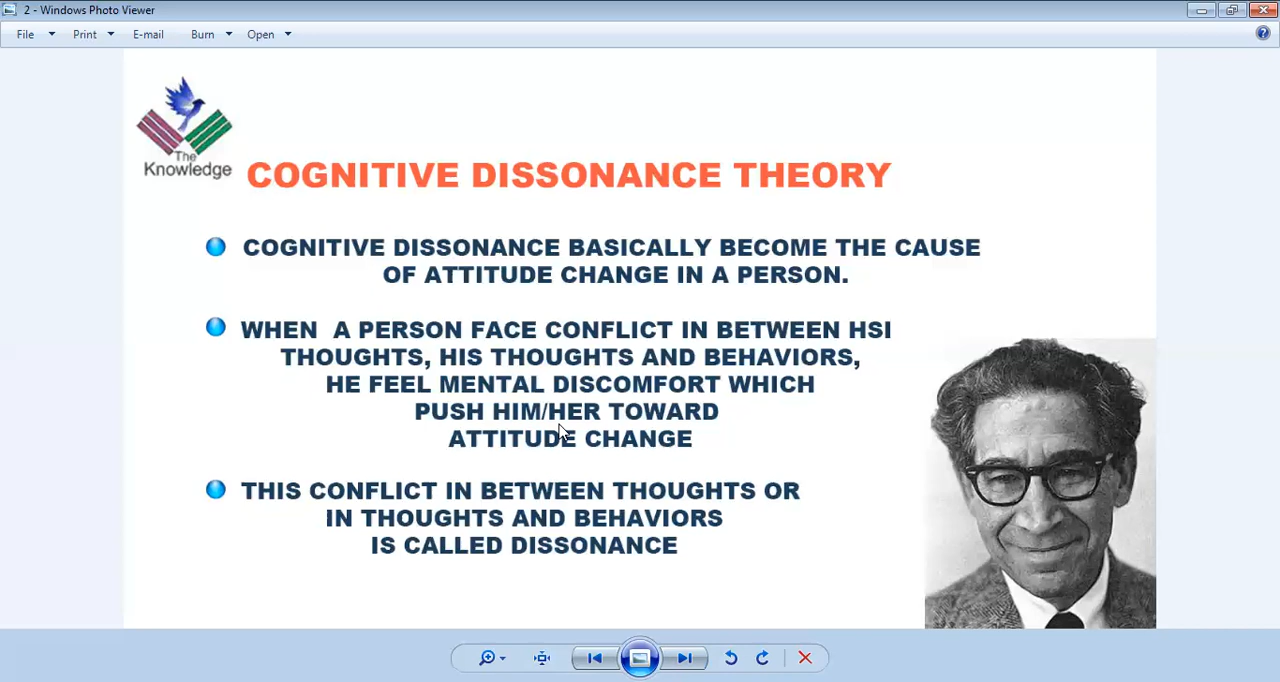 2 - Windows Photo Viewer
File Print E-mail Burn Open
The
Knowledge
COGNITIVE DISSONANCE THEORY
COGNITIVE DISSONANCE BASICALLY BECOME THE CAUSE
OF ATTITUDE CHANGE IN A PERSON.
WHEN A PERSON FACE CONFLICT IN BETWEEN HSI
THOUGHTS, HIS THOUGHTS AND BEHAVIORS,
HE FEEL MENTAL DISCOMFORT WHICH
PUSH HIM/HER TOWARD
ATTITUDE CHANGE
THIS CONFLICT IN BETWEEN THOUGHTS OR
IN THOUGHTS AND BEHAVIORS
IS CALLED DISSONANCE